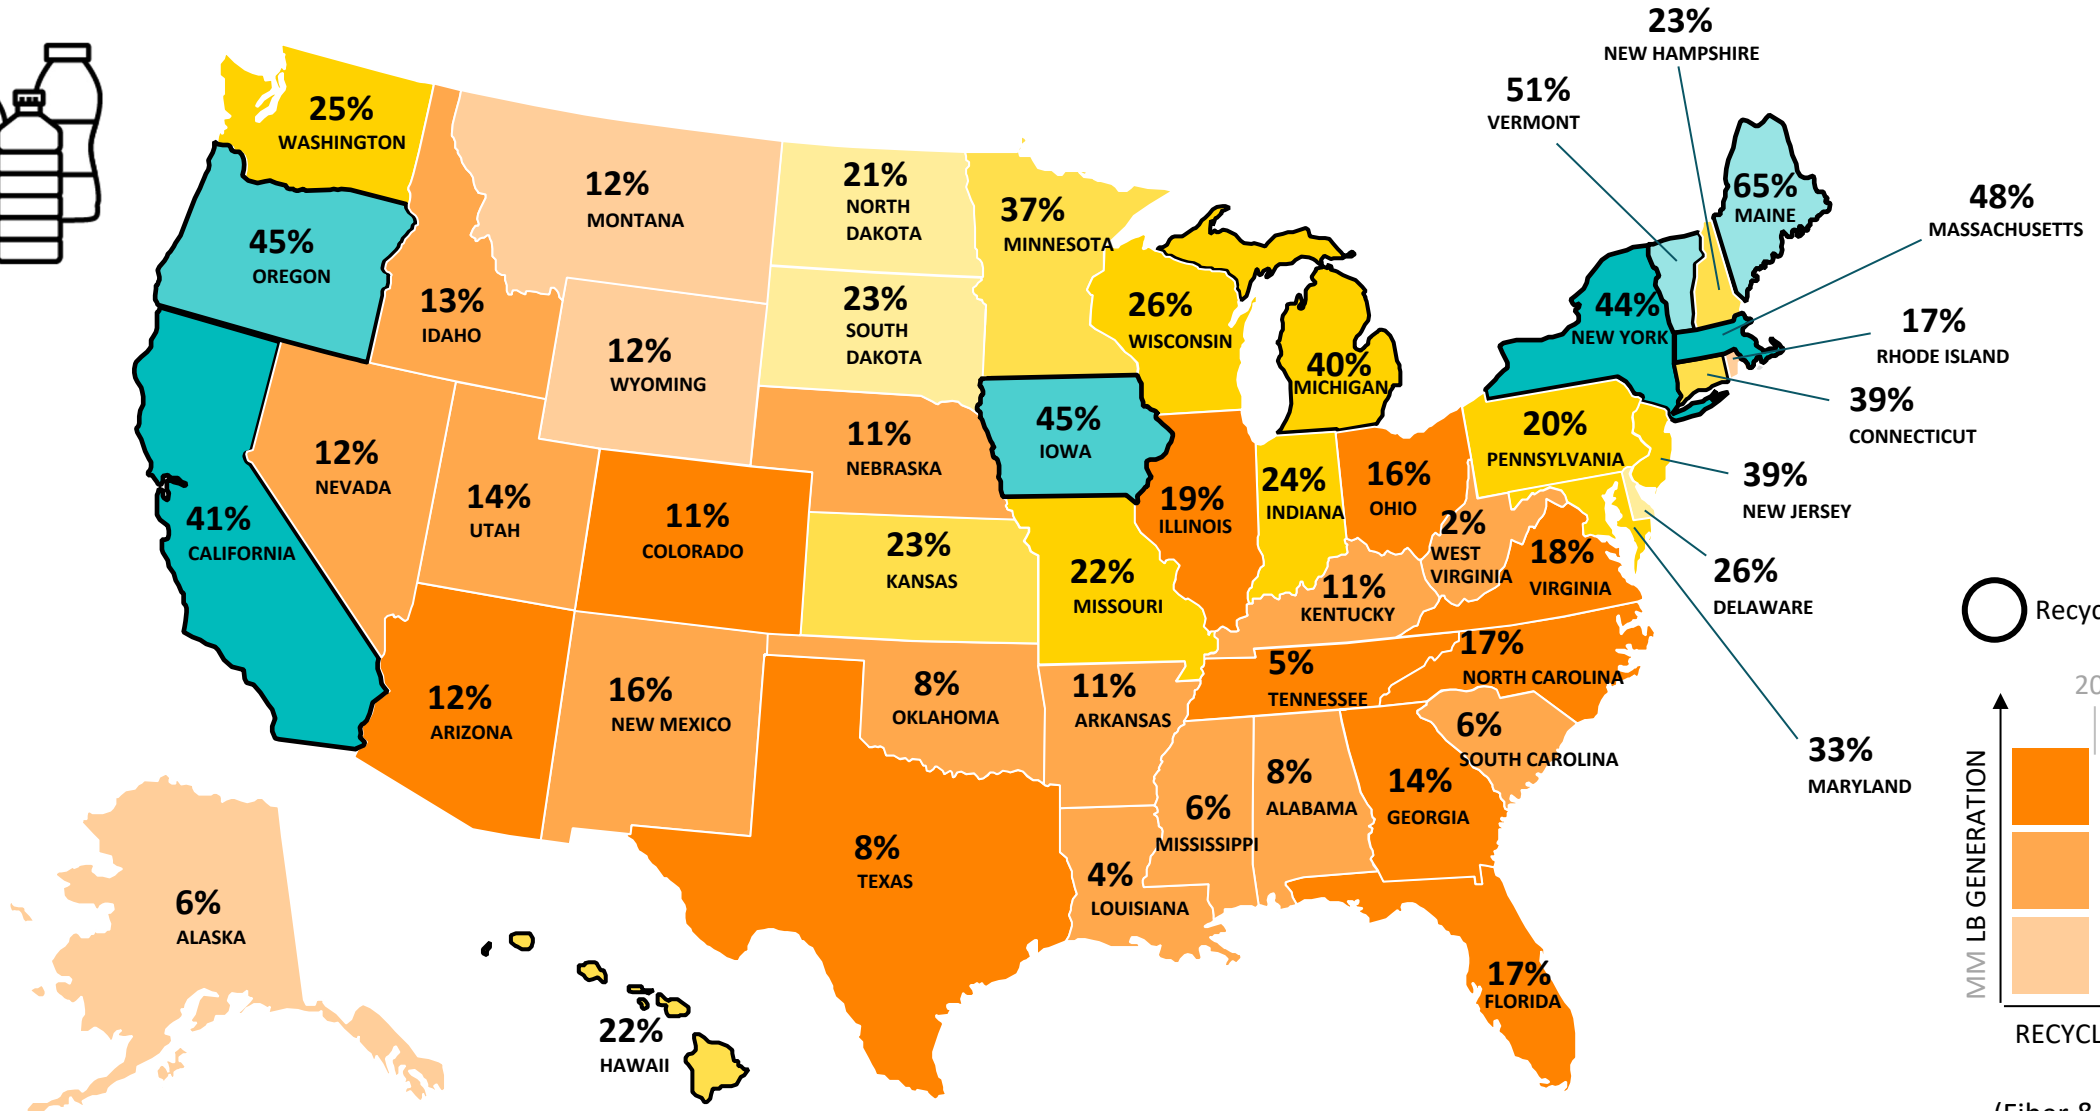 23%
NEW HAMPSHIRE
51%
VERMONT
25%
WASHINGTON
12%
MONTANA
21%
NORTH
DAKOTA
37%
MINNESOTA
65%
MAINE
48%
MASSACHUSETTS
45%
OREGON
13%
IDAHO
23%
SOUTH
DAKOTA
26%
WISCONSIN
44%
NEW YORK
17%
RHODE ISLAND
12%
WYOMING
40%
MICHIGAN
39%
CONNECTICUT
11%
NEBRASKA
45%
IOWA
20%
PENNSYLVANIA
12%
NEVADA
14%
UTAH
19%
ILLINOIS
24%
INDIANA
16%
OHIO
39%
NEW JERSEY
41%
CALIFORNIA
11%
COLORADO
23%
KANSAS
22%
MISSOURI
11%
KENTUCKY
2%
WEST
VIRGINIA
18%
VIRGINIA
26%
DELAWARE
Recyc
12%
ARIZONA
16%
NEW MEXICO
8%
OKLAHOMA
11%
ARKANSAS
5%
TENNESSEE
17%
NORTH CAROLINA
6%
SOUTH CAROLINA
33%
MARYLAND
20
8%
TEXAS
4%
LOUISIANA
6%
MISSISSIPPI
8%
ALABAMA
14%
GEORGIA
MM LB GENERATION
6%
ALASKA
22%
HAWAII
17%
FLORIDA
RECYCL
(Fiber &